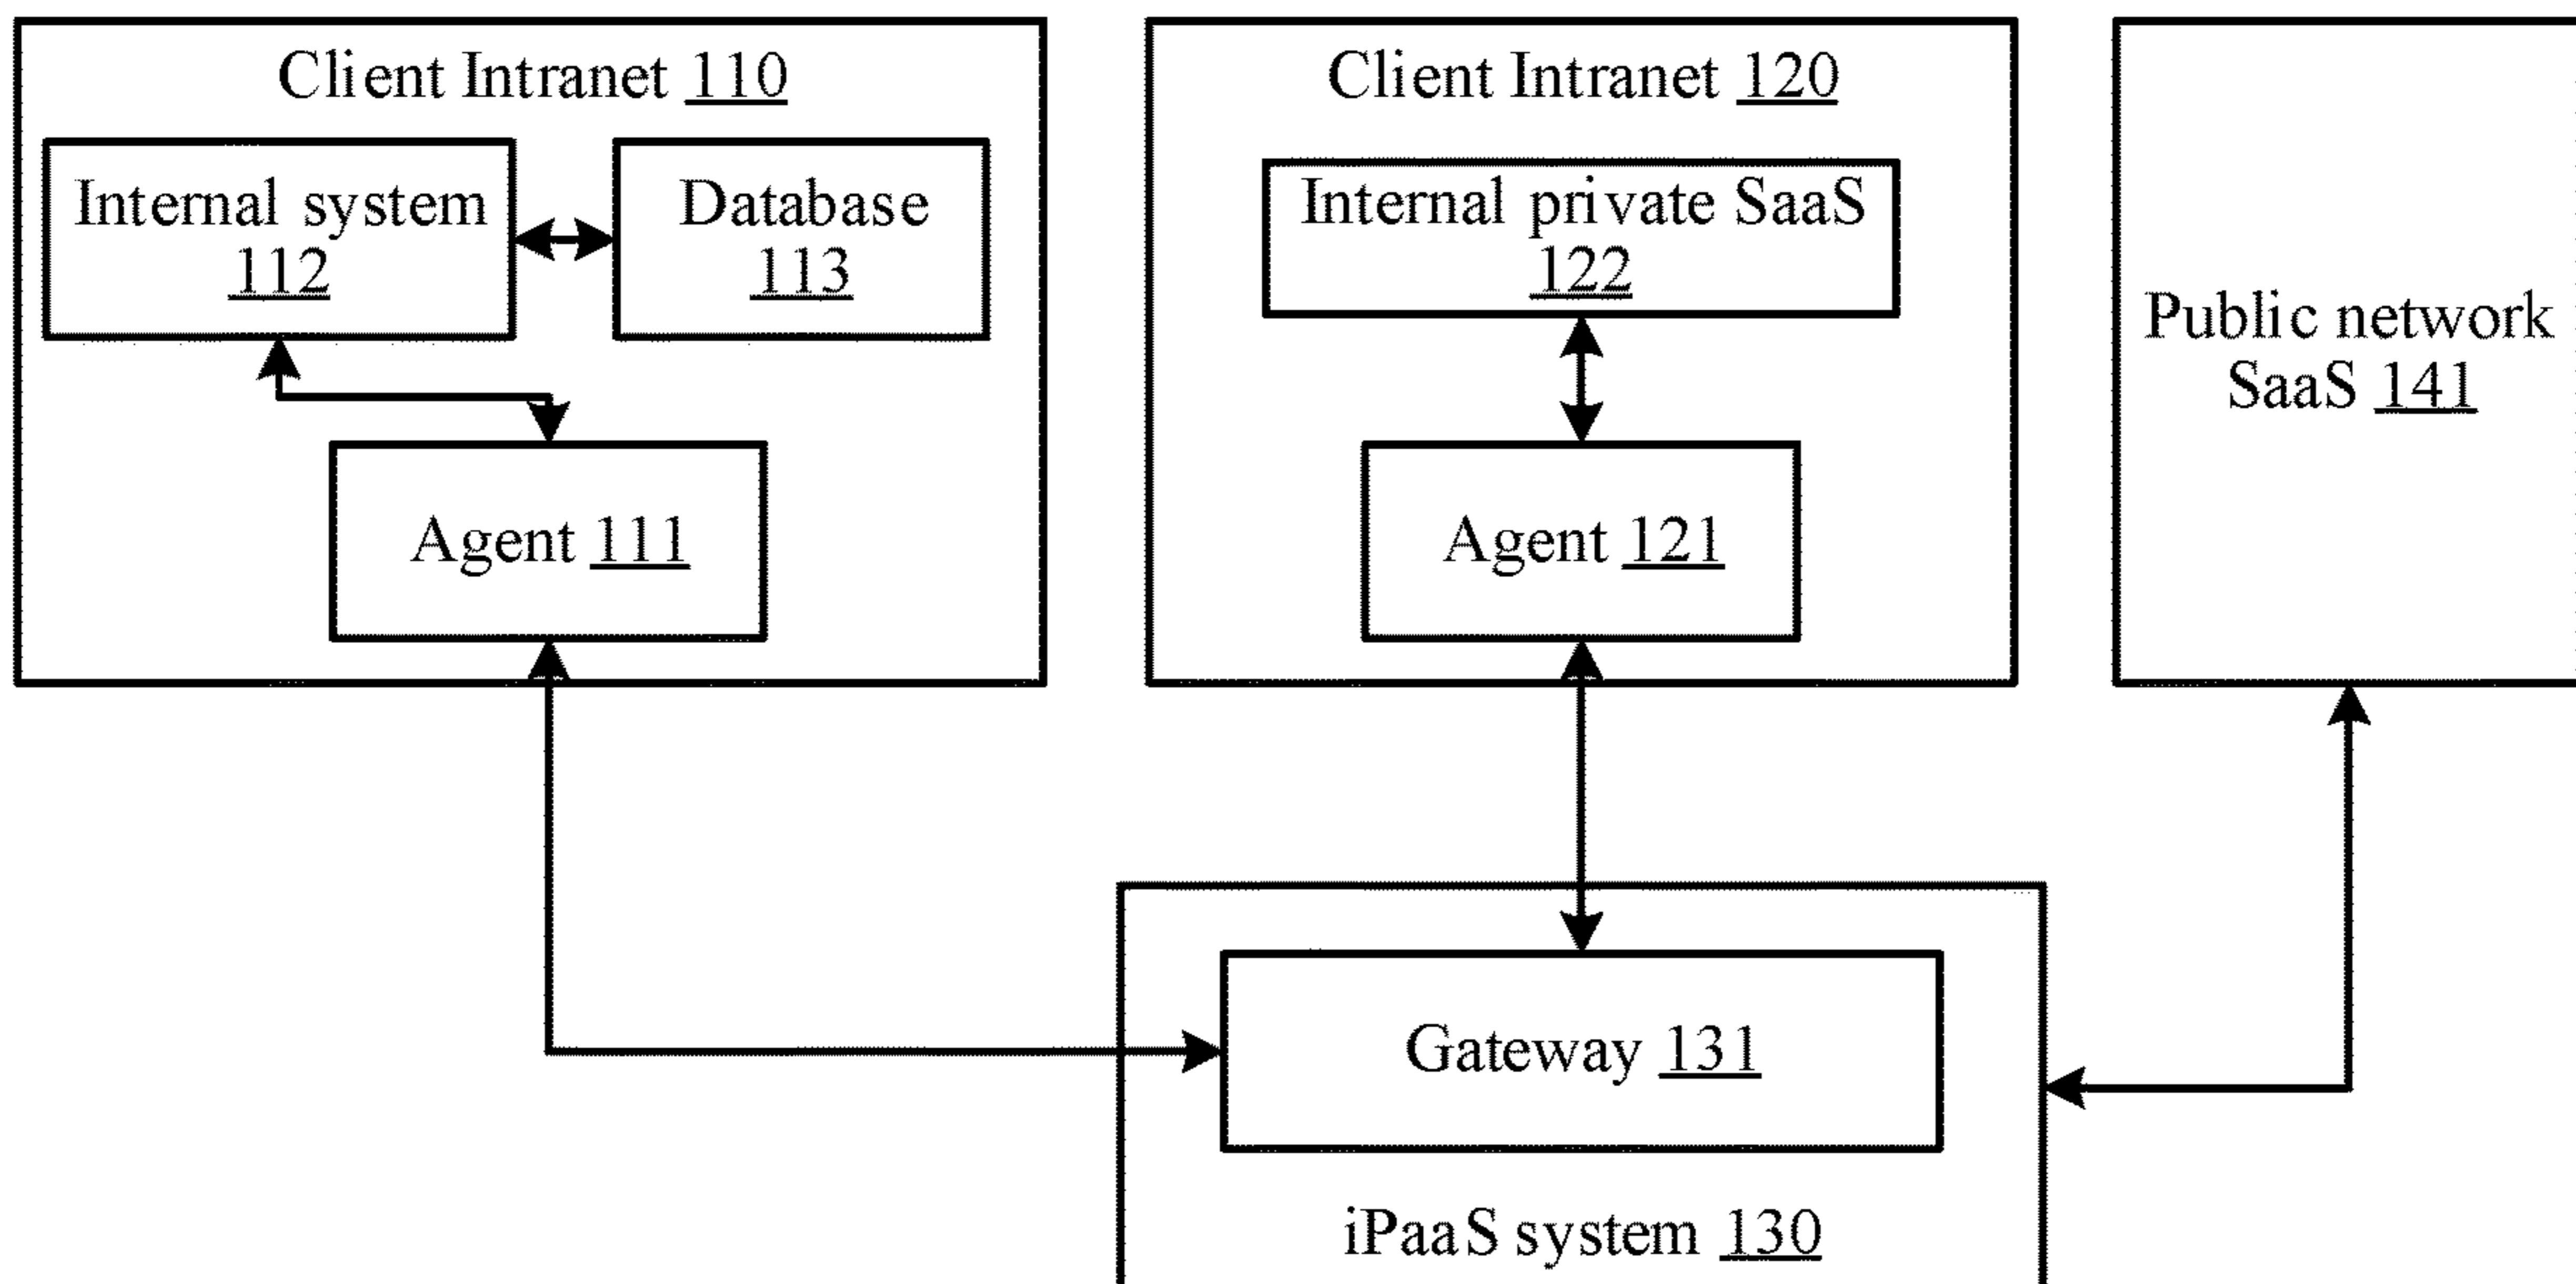 Client Intranet 110
Internal system
112
Database
113
Agent 111
Client Intranet 120
Internal private SaaS
122
Agent 121
Public network
SaaS 141
Gateway 131
iPaaS system 130